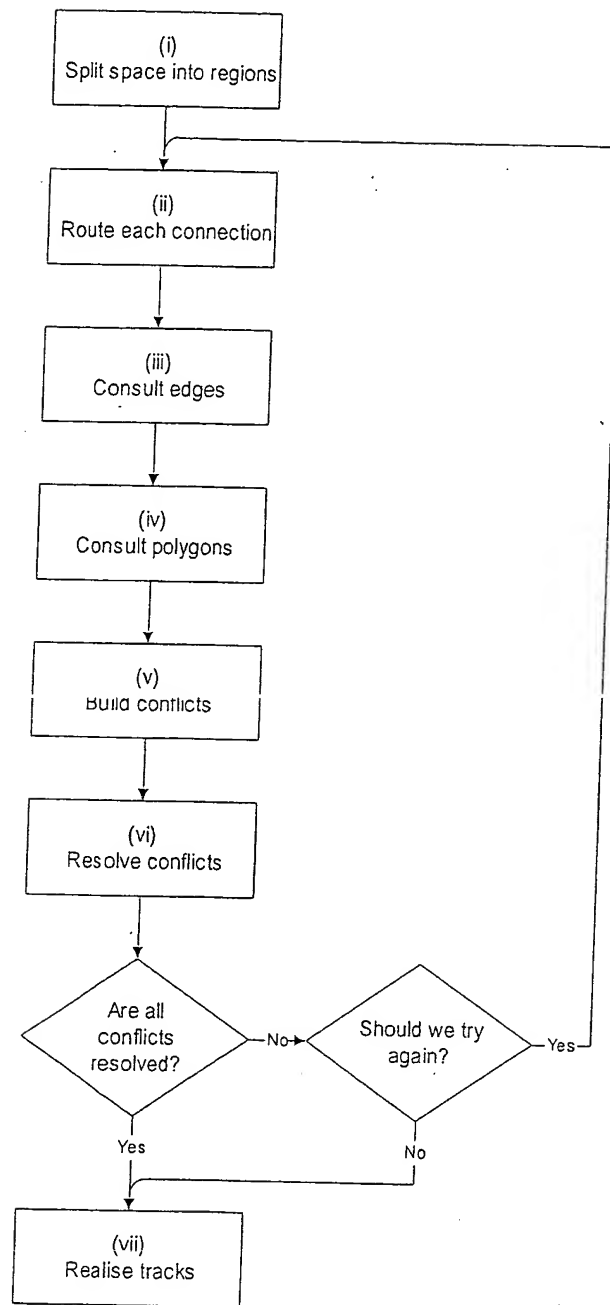 (i)
Split space into regions
(ii)
Route each connection
(iii)
Consult edges
(iv)
Consult polygons
(v)
Build conflicts
(vi)
Resolve conflicts
Are all
conflicts
resolved?
No
Should we try
again?
Yes
Yes
No
(vii)
Realise tracks